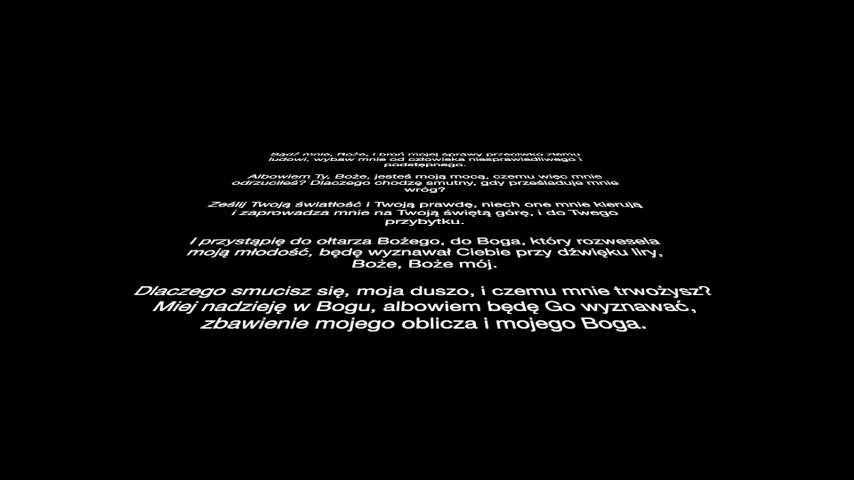 Sądź mnie, Boże, i broń mojej sprawy przeciwko złemu
ludowi, wybaw mnie od człowieka niesprawiedliwego i
podstępnego.
Albowiem Ty, Boże, jesteś moją mocą, czemu więc mnie
odrzuciłeś? Dlaczego chodzę smutny, gdy prześladuje mnie
wróg?
Ześlij Twoją światłość i Twoją prawdę, niech one mnie kierują
i zaprowadza mnie na Twoją świętą górę, i do Twego
przybytku.
I przystąpię do ołtarza Bożego, do Boga, który rozwesela
moją młodość, będę wyznawał Ciebie przy dźwięku liry,
Boże, Boże mój.
Dlaczego smucisz się, moja duszo, i czemu mnie trwożysz?
Miej nadzieję w Bogu, albowiem będę Go wyznawać,
zbawienie mojego oblicza i mojego Boga.